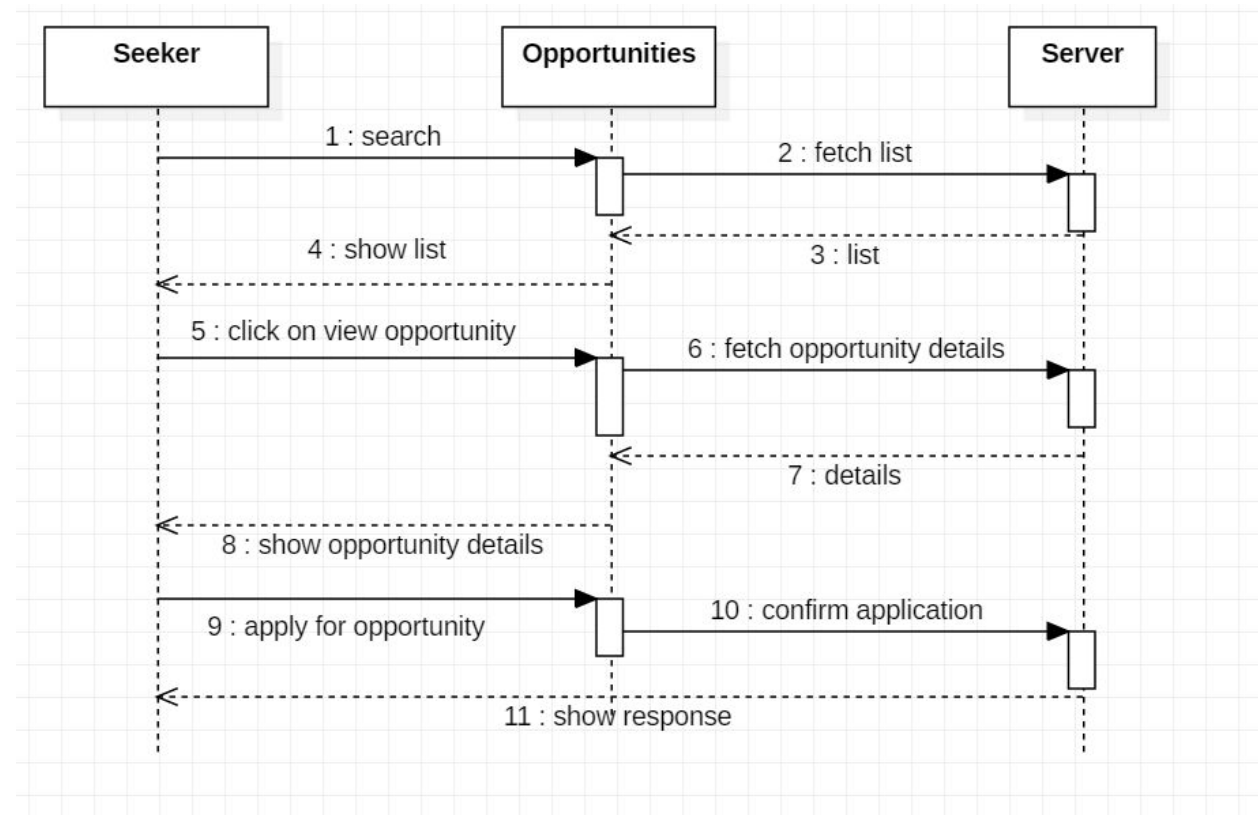 Seeker
Opportunities
Server
1 : search
2 : fetch list
3 : list
4 : show list
5 : click on view opportunity
6 : fetch opportunity details
7 : details
8 : show opportunity details
9 : apply for opportunity
10 : confirm application
11 : show response